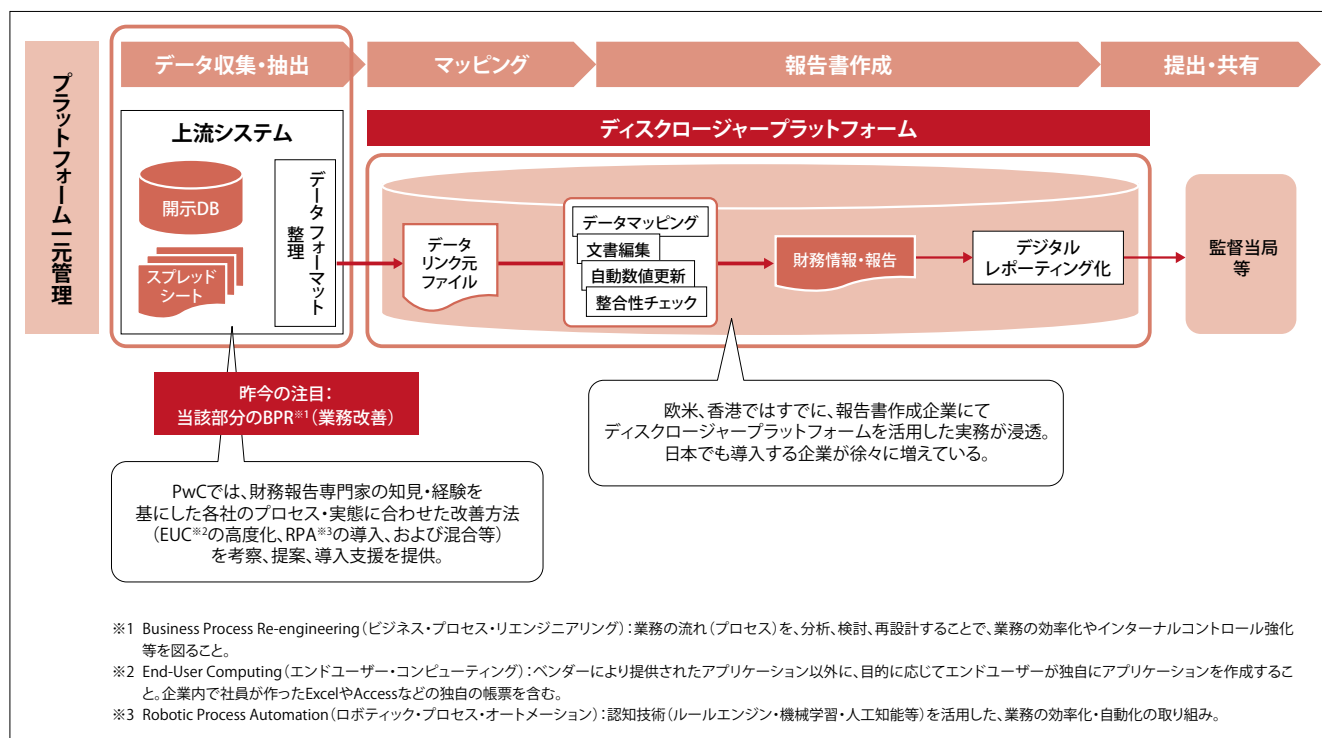 プラットフォーム一元管理
データ収集・抽出
マッピング
報告書作成
提出・共有
上流システム
開示DB
スプレッド
シート
データフォーマット
整理
ディスクロージャープラットフォーム
データ
リンク元
ファイル
データマッピング
文書編集
自動数値更新
整合性チェック
財務情報・報告
デジタル
レポーティング化
監督当局
等
昨今の注目：
当該部分のBPR※1（業務改善）
PwCでは、財務報告専門家の知見・経験を
基にした各社のプロセス・実態に合わせた改善方法
（EUC※2の高度化、RPA※3の導入、および混合等）
を考察、提案、導入支援を提供。
欧米、香港ではすでに、報告書作成企業にて
ディスクロージャープラットフォームを活用した実務が浸透。
日本でも導入する企業が徐々に増えている。
※1 Business Process Re-engineering（ビジネス・プロセス・リエンジニアリング）：業務の流れ（プロセス）を、分析、検討、再設計することで、業務の効率化やインターナルコントロール強化
等を図ること。
※2 End-User Computing（エンドユーザー・コンピューティング）：ベンダーにより提供されたアプリケーション以外に、目的に応じてエンドユーザーが独自にアプリケーションを作成するこ
と。企業内で社員が作ったExcelやAccessなどの独自の帳票を含む。
※3 Robotic Process Automation（ロボティック・プロセス・オートメーション）：認知技術（ルールエンジン・機械学習・人工知能等）を活用した、業務の効率化・自動化の取り組み。